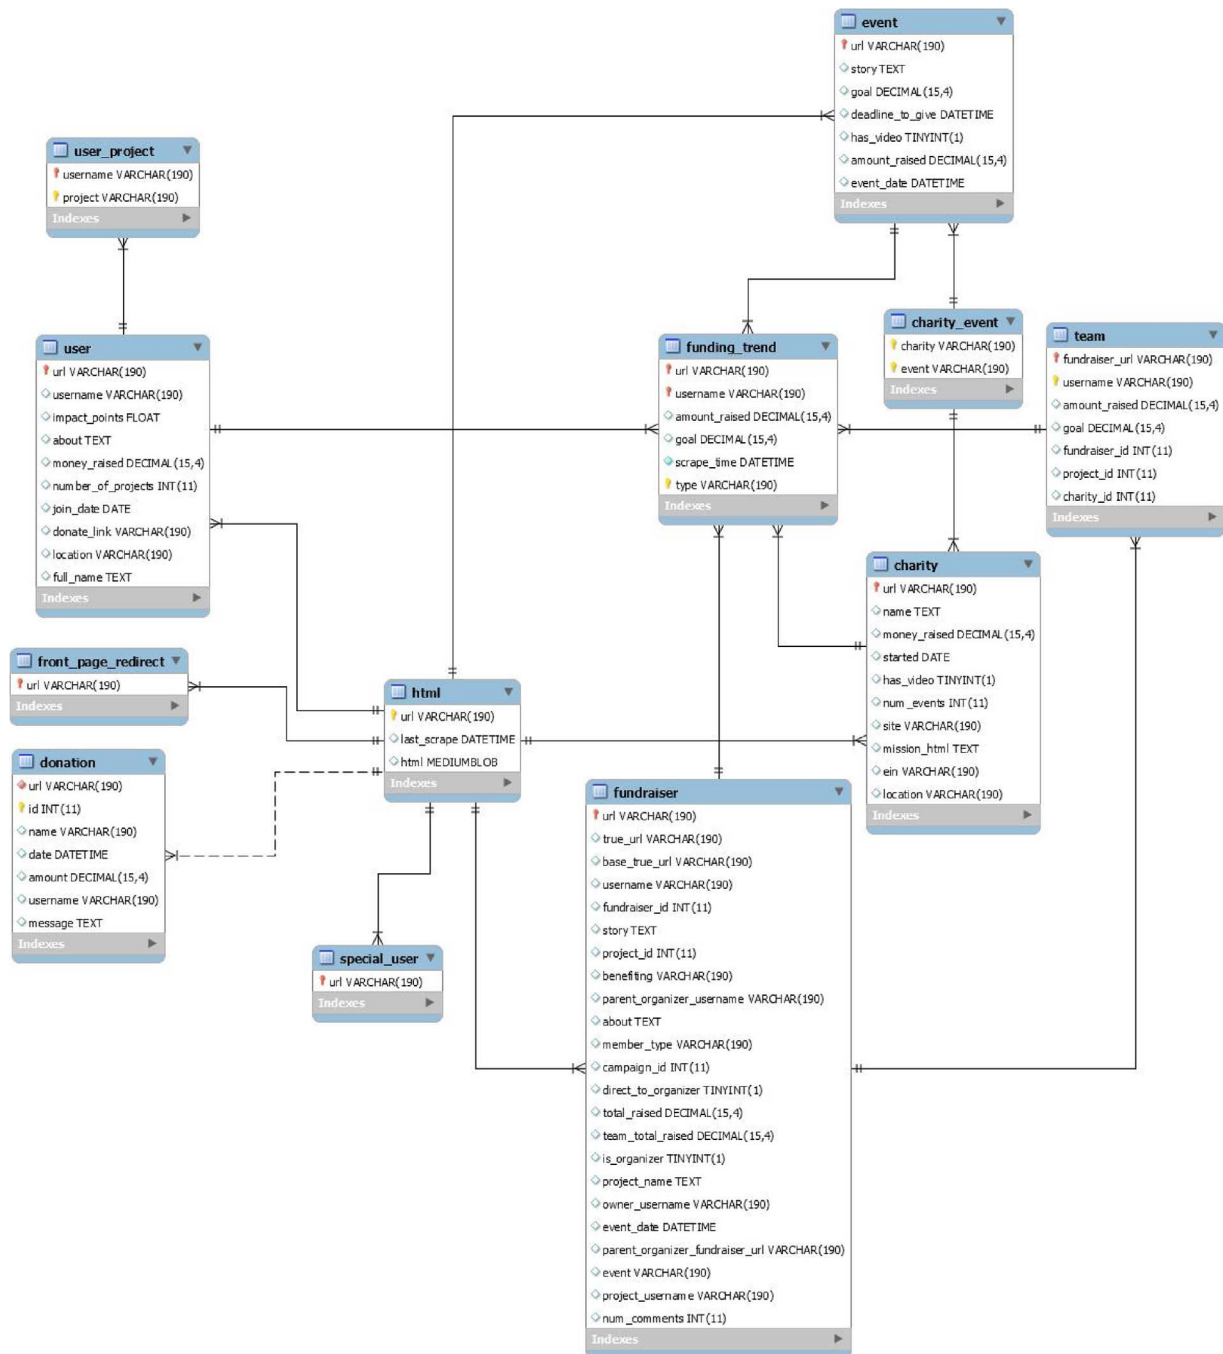 event
url VARCHAR(190)
story TEXT
goal DECIMAL(15,4)
deadline_to_give DATETIME
has_video TINYINT(1)
amount_raised DECIMAL(15,4)
event_date DATETIME
Indexes
user_project
username VARCHAR(190)
project VARCHAR(190)
Indexes
user
url VARCHAR(190)
username VARCHAR(190)
impact_points FLOAT
about TEXT
money_raised DECIMAL(15,4)
number_of_projects INT(11)
join_date DATE
donate_link VARCHAR(190)
location VARCHAR(190)
full_name TEXT
Indexes
funding_trend
url VARCHAR(190)
username VARCHAR(190)
amount_raised DECIMAL(15,4)
goal DECIMAL(15,4)
scrape_time DATETIME
type VARCHAR(190)
Indexes
charity_event
charity VARCHAR(190)
event VARCHAR(190)
Indexes
team
fundraiser_url VARCHAR(190)
username VARCHAR(190)
amount_raised DECIMAL(15,4)
goal DECIMAL(15,4)
fundraiser_id INT(11)
project_id INT(11)
charity_id INT(11)
Indexes
charity
url VARCHAR(190)
name TEXT
money_raised DECIMAL(15,4)
started DATE
has_video TINYINT(1)
num_events INT(11)
site VARCHAR(190)
mission_html TEXT
ein VARCHAR(190)
location VARCHAR(190)
Indexes
front_page_redirect
url VARCHAR(190)
Indexes
html
url VARCHAR(190)
last_scrape DATETIME
html MEDIUMBLOB
Indexes
donation
url VARCHAR(190)
id INT(11)
name VARCHAR(190)
date DATETIME
amount DECIMAL(15,4)
username VARCHAR(190)
message TEXT
Indexes
special_user
url VARCHAR(190)
Indexes
fundraiser
url VARCHAR(190)
true_url VARCHAR(190)
base_true_url VARCHAR(190)
username VARCHAR(190)
fundraiser_id INT(11)
story TEXT
project_id INT(11)
benefiting VARCHAR(190)
parent_organizer_username VARCHAR(190)
about TEXT
member_type VARCHAR(190)
campaign_id INT(11)
direct_to_organizer TINYINT(1)
total_raised DECIMAL(15,4)
team_total_raised DECIMAL(15,4)
is_organizer TINYINT(1)
project_name TEXT
owner_username VARCHAR(190)
event_date DATETIME
parent_organizer_fundraiser_url VARCHAR(190)
event VARCHAR(190)
project_username VARCHAR(190)
num_comments INT(11)
Indexes